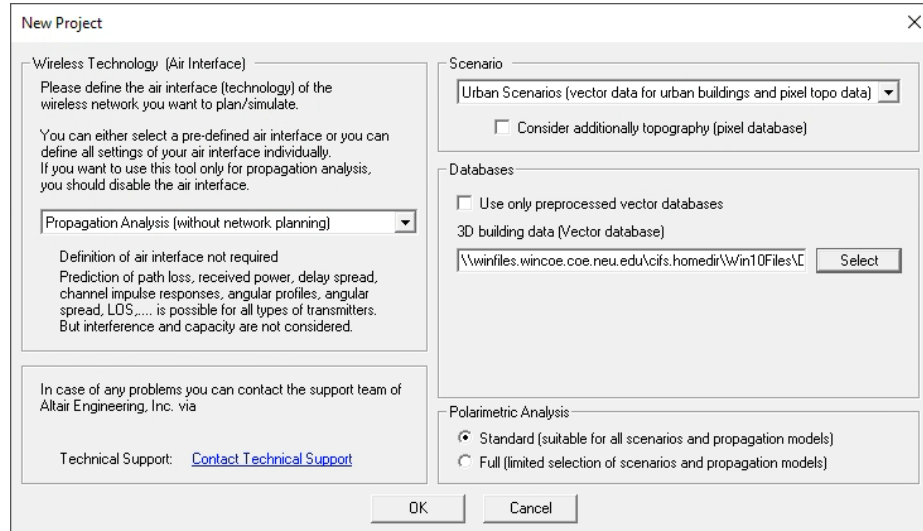 New Project
Wireless Technology (Air Interface)
Please define the air interface (technology) of the
wireless network you want to plan/simulate.
You can either select a pre-defined air interface or you can
define all settings of your air interface individually.
If you want to use this tool only for propagation analysis,
you should disable the air interface.
Propagation Analysis (without network planning)
Definition of air interface not required
Prediction of path loss, received power, delay spread,
channel impulse responses, angular profiles, angular
spread, LOS,.... is possible for all types of transmitters.
But interference and capacity are not considered.
In case of any problems you can contact the support team of
Altair Engineering, Inc. via
Technical Support: Contact Technical Support
Scenario
Urban Scenarios (vector data for urban buildings and pixel topo data)
Consider additionally topography (pixel database)
Databases
Use only preprocessed vector databases
3D building data (Vector database)
\\winfiles.wincoe.coe.neu.edu\cifs.homedir\Win10Files\D
Select
Polarimetric Analysis
Standard (suitable for all scenarios and propagation models)
Full (limited selection of scenarios and propagation models)
OK
Cancel